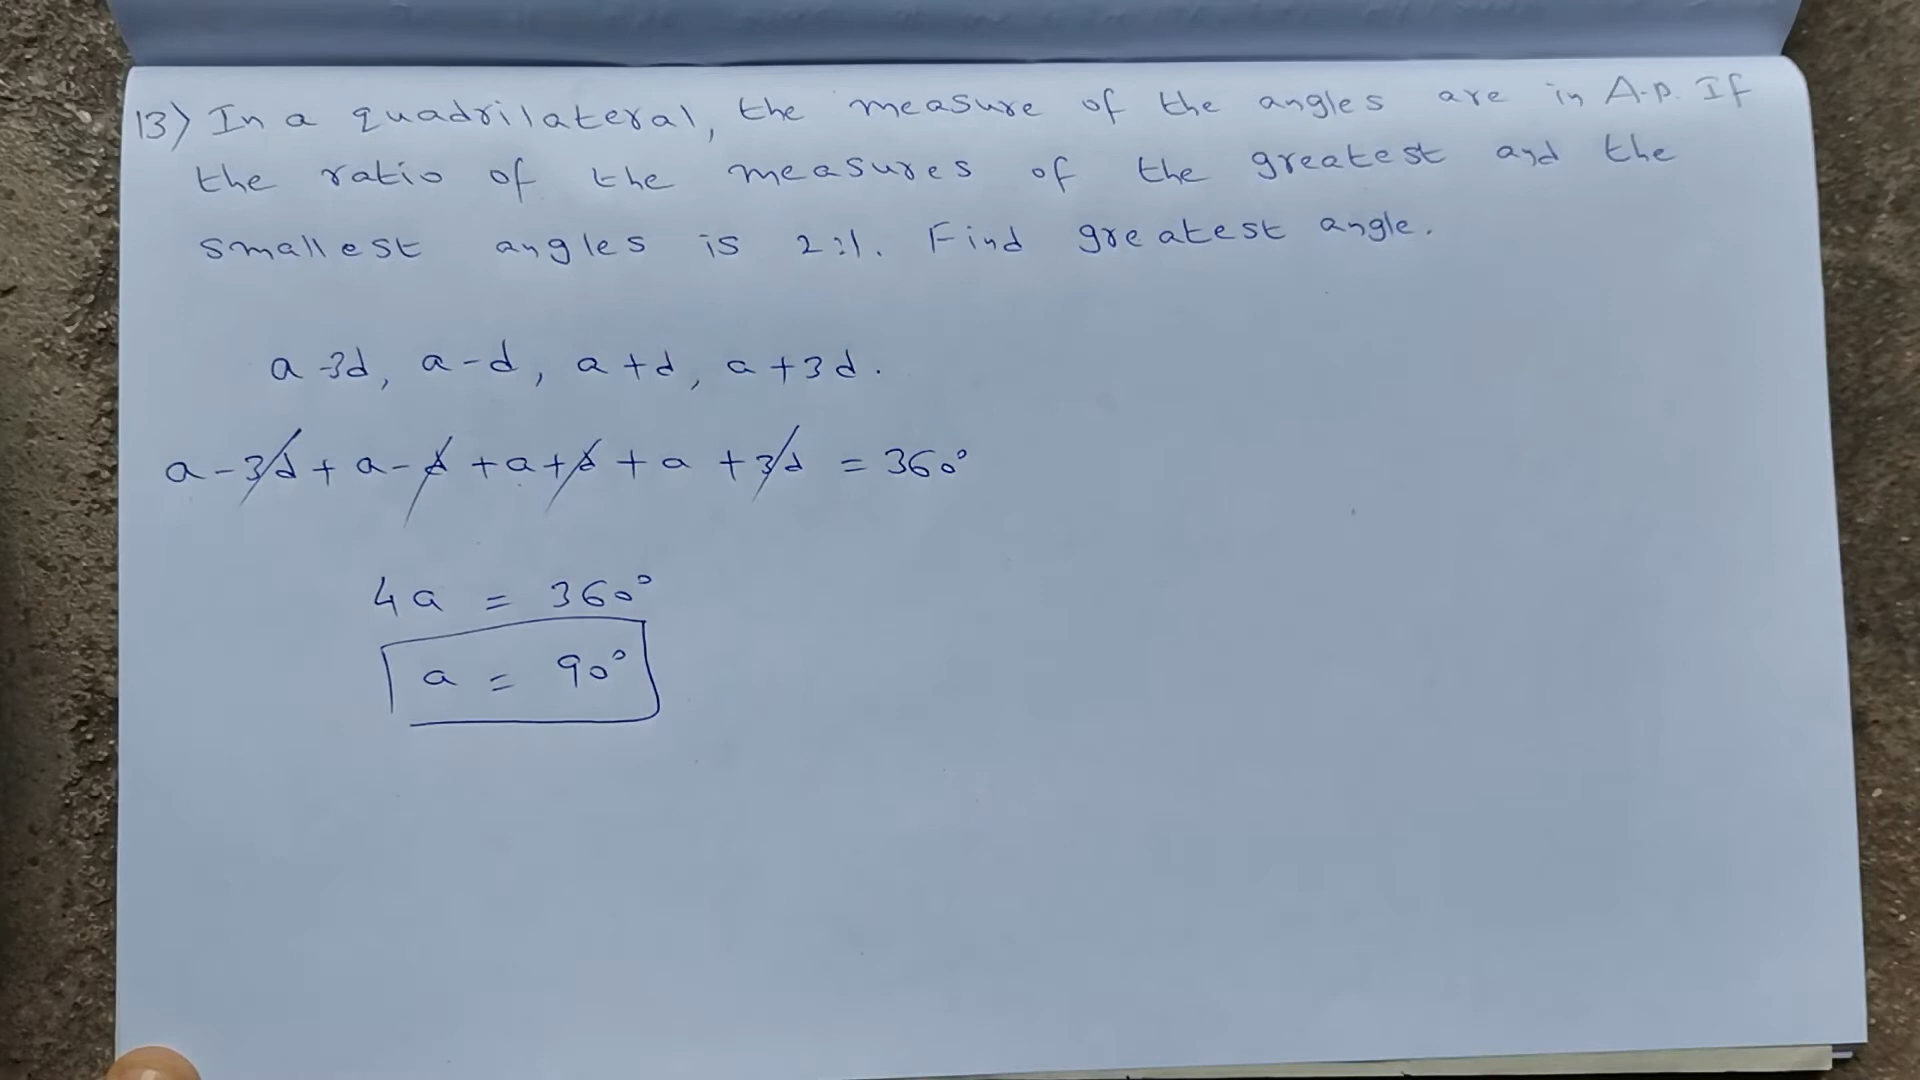 13) In a quadrilateral, the measure of the angles are in A.P. If
the ratio of the measures of the greatest and the
smallest angles is 2:1. Find greatest angle.
a-3d, a-d, a+d, a+3d.
a-3d+a-d+a+d+a+3d = 360°
4a = 360°
a = 90°